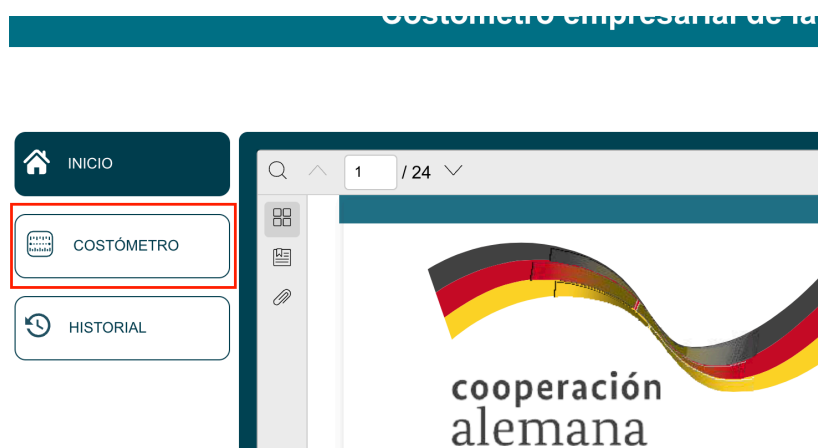 Costómetro empresarial de la
INICIO
1 / 24
COSTÓMETRO
HISTORIAL
cooperación
alemana